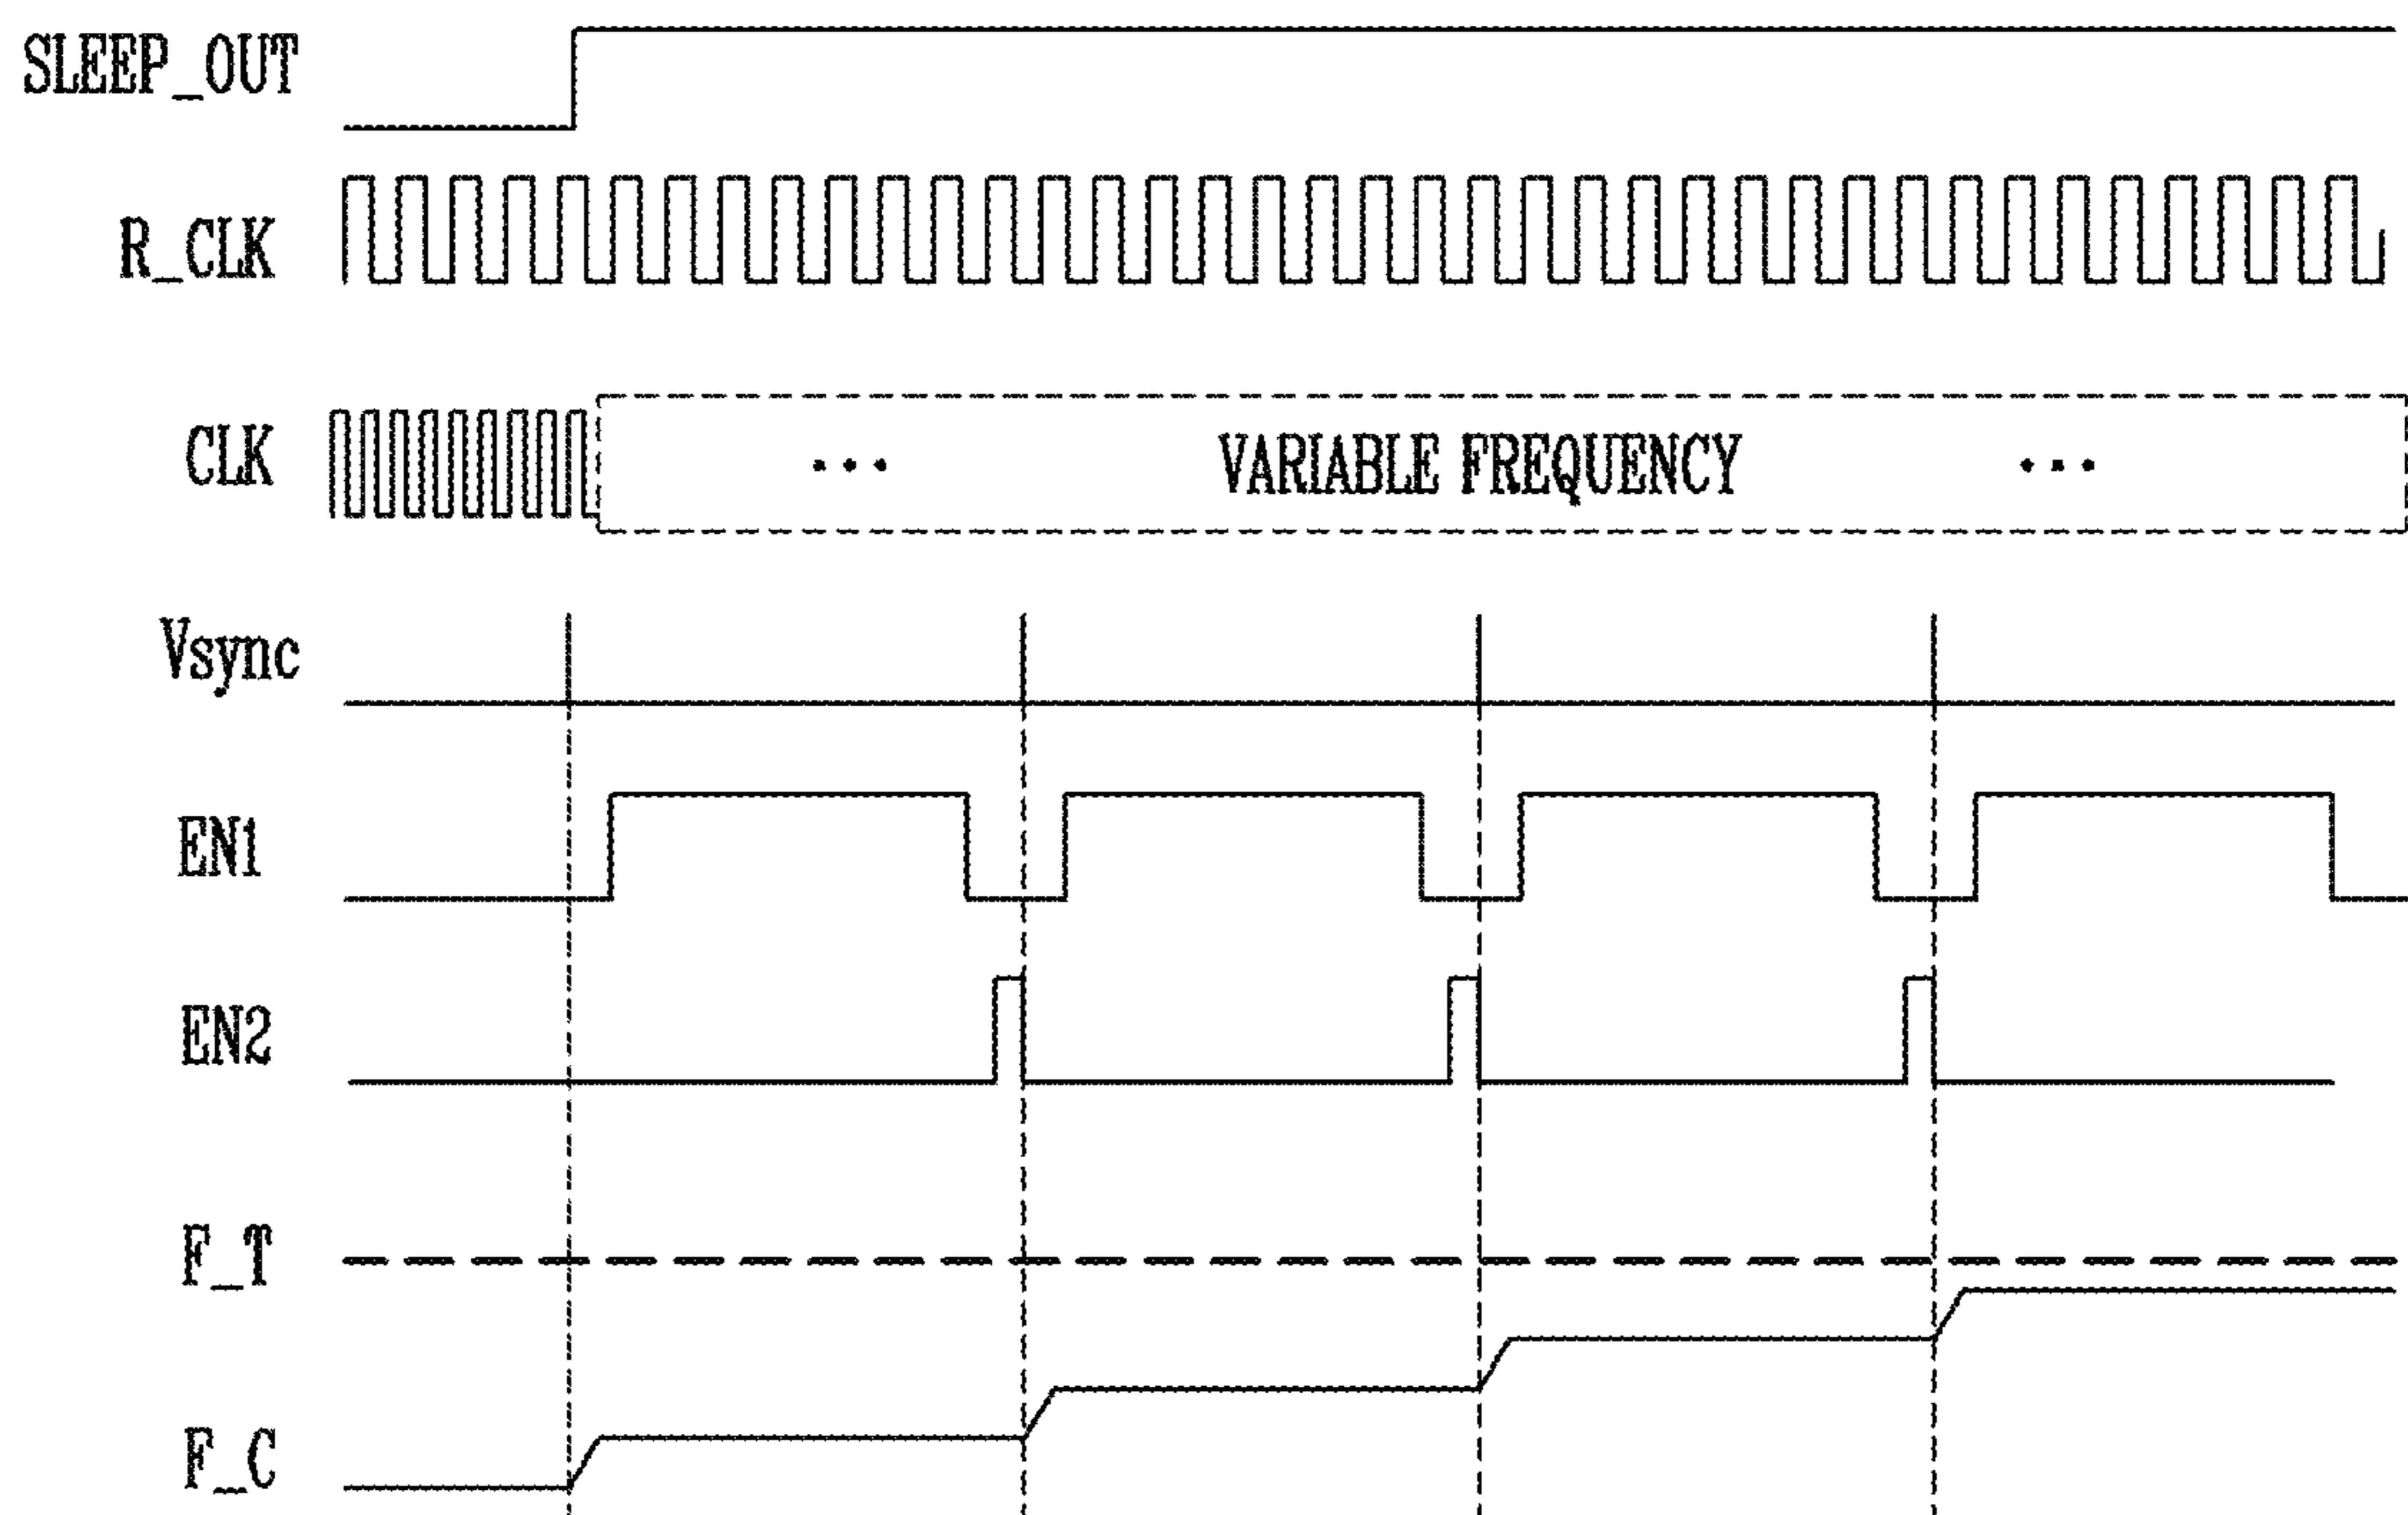 SLEEP_OUT
R_CLK
CLK
... VARIABLE FREQUENCY ...
Vsync
EN1
EN2
F_T
F_C